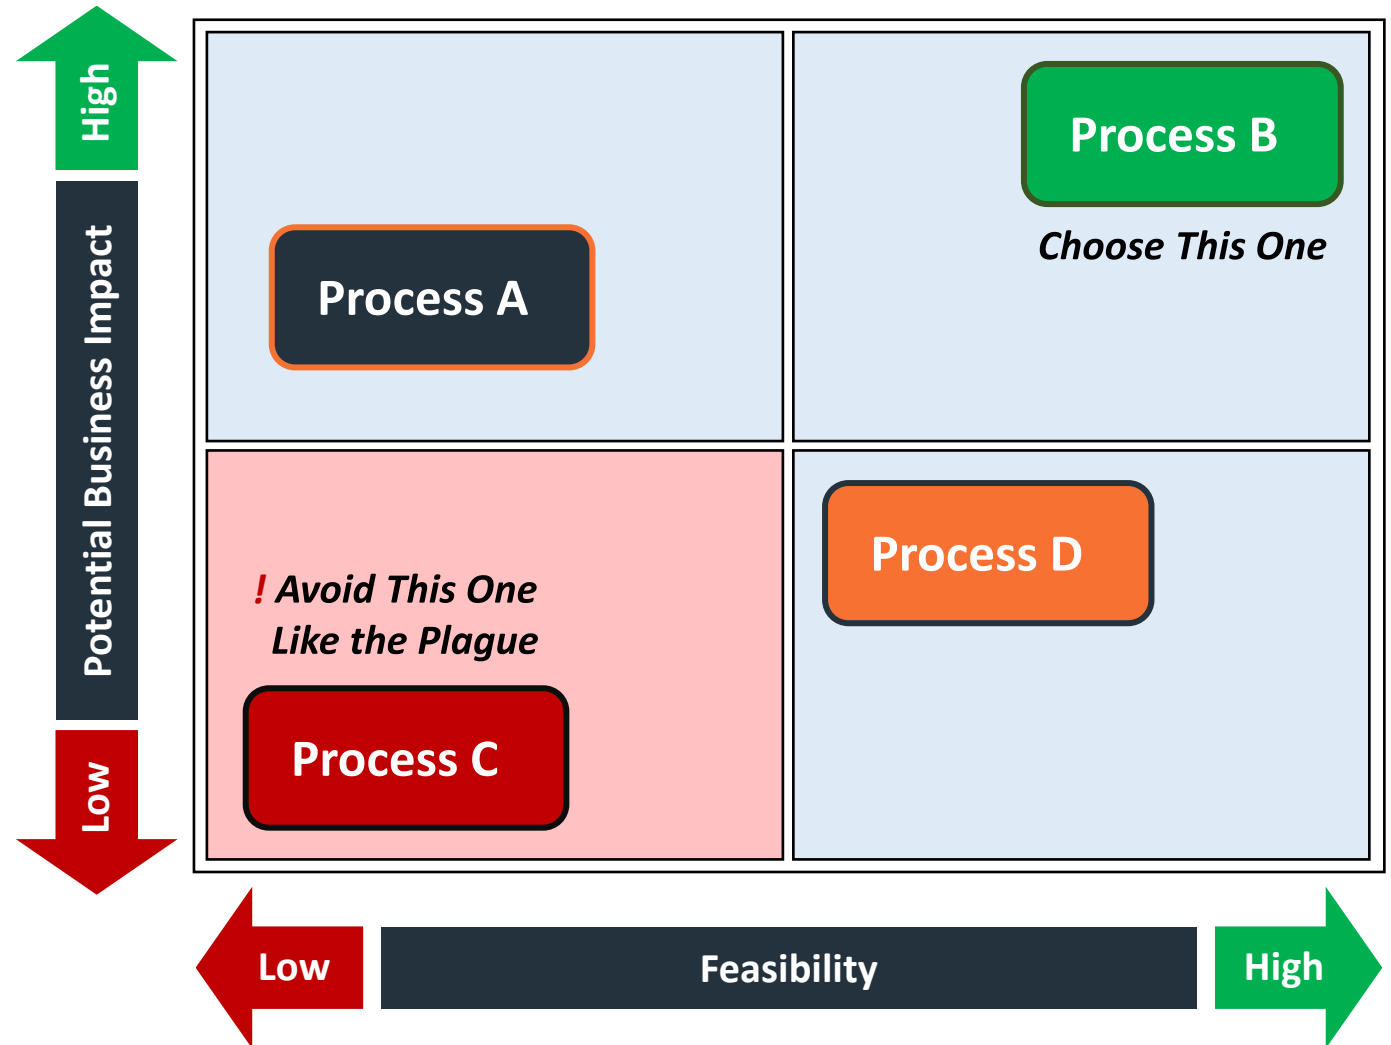 High
Potential Business Impact
Low
Process A
Process B
Choose This One
! Avoid This One
Like the Plague
Process C
Process D
Low
Feasibility
High